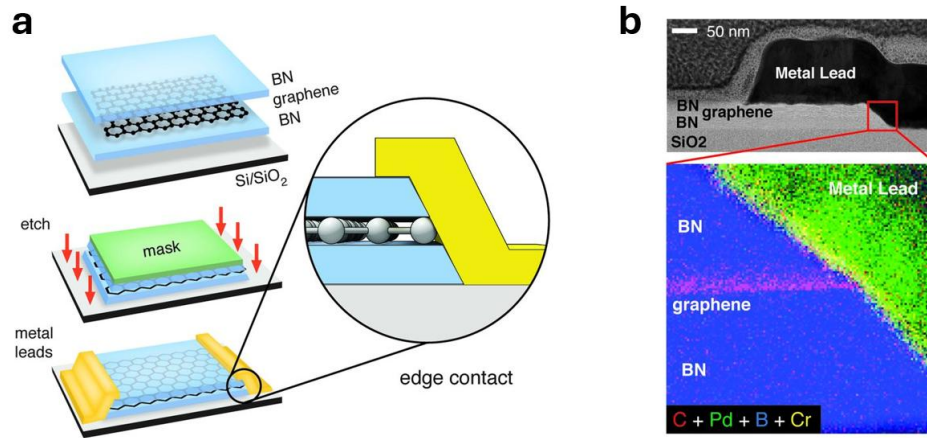 a
BN
graphene
BN
Si/SiO₂
etch
mask
metal
leads
edge contact
b
50 nm
Metal Lead
BN
graphene
BN
SiO2
Metal Lead
BN
graphene
BN
C + Pd + B + Cr